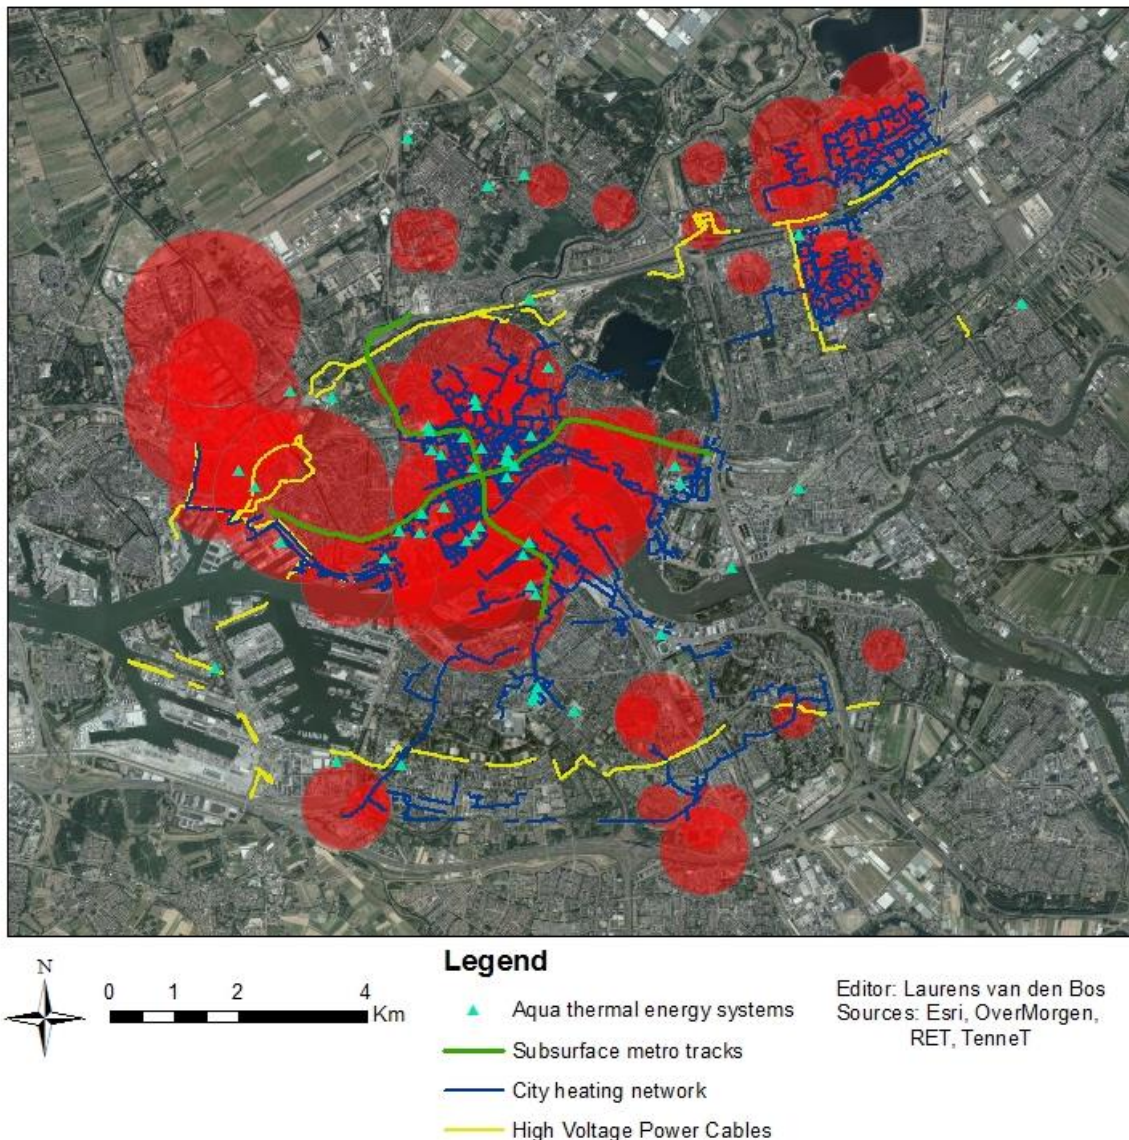 N
0 1 2 4
Km
Legend
Aqua thermal energy systems
Subsurface metro tracks
City heating network
High Voltage Power Cables
Editor: Laurens van den Bos
Sources: Esri, OverMorgen,
RET, TenneT